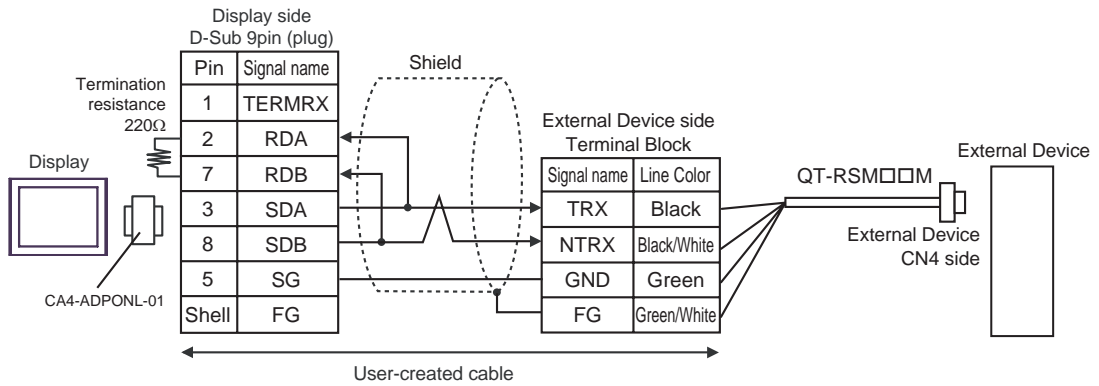 Display side
D-Sub 9pin (plug)
Pin Signal name
1 TERMRX
2 RDA
7 RDB
3 SDA
8 SDB
5 SG
Shell FG
Termination
resistance
220Ω
Display
CA4-ADPONL-01
Shield
External Device side
Terminal Block
Signal name Line Color
TRX Black
NTRX Black/White
GND Green
FG Green/White
QT-RSM□□M
External Device
CN4 side
External Device
User-created cable